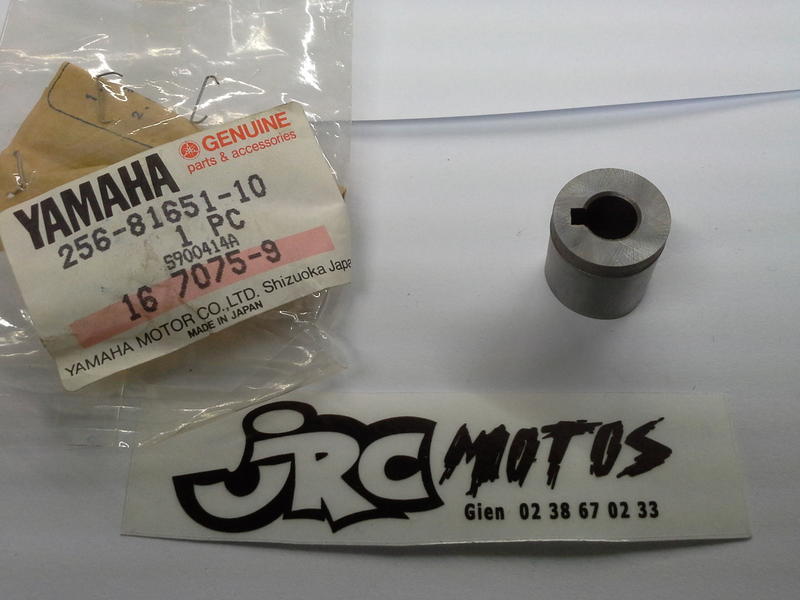 GENUINE
parts & accessories
YAMAHA
256-81651-10
1 PC
S900414A
16 7075-9
YAMAHA MOTOR CO.,LTD. Shizuoka Japa
MADE IN JAPAN
JRC MOTOS
Gien 02 38 67 02 33